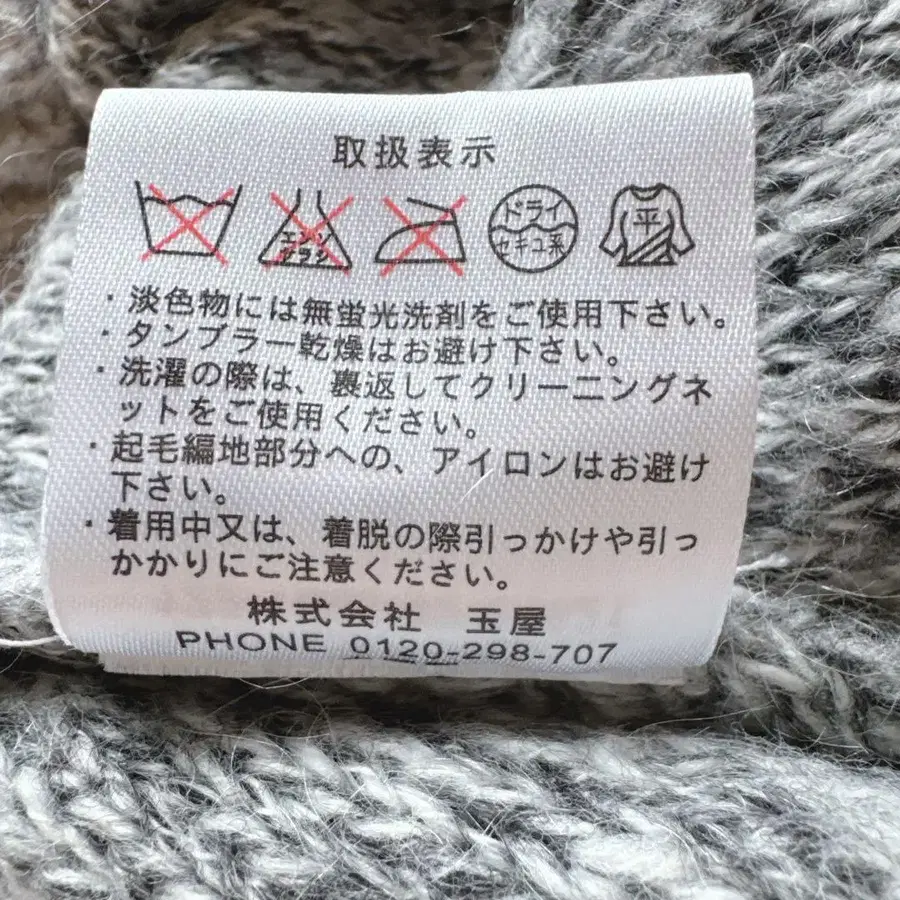 取扱表示
エンソ
サラシ
ドライ
セキユ系
平
・淡色物には無蛍光洗剤をご使用下さい。
・タンブラー乾燥はお避け下さい。
・洗濯の際は、裏返してクリーニングネ
ットをご使用ください。
・起毛編地部分への、アイロンはお避け
下さい。
・着用中又は、着脱の際引っかけや引っ
かかりにご注意ください。
株式会社 玉屋
PHONE 0120-298-707